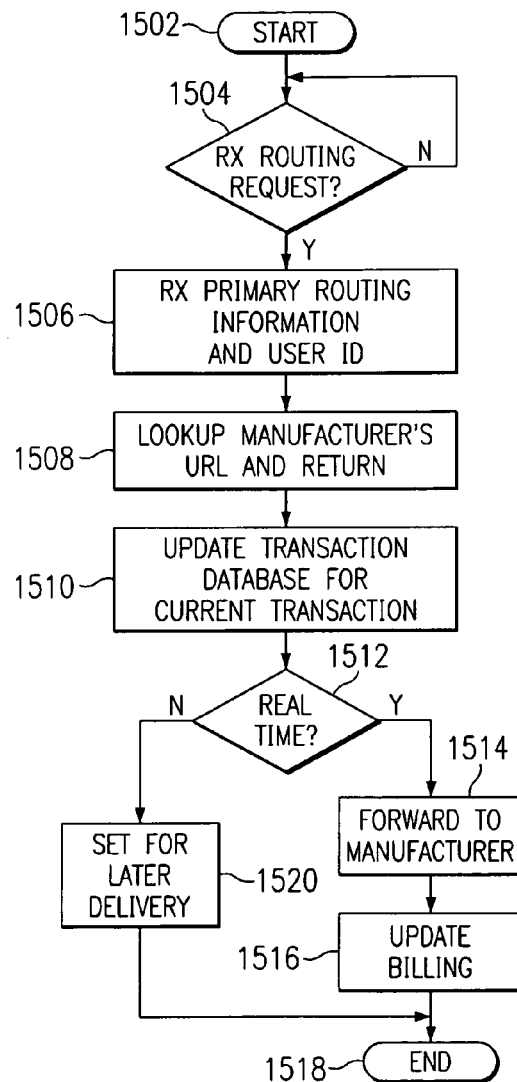 1502
START
1504
RX ROUTING
REQUEST?
N
Y
1506
RX PRIMARY ROUTING
INFORMATION
AND USER ID
1508
LOOKUP MANUFACTURER'S
URL AND RETURN
1510
UPDATE TRANSACTION
DATABASE FOR
CURRENT TRANSACTION
1512
N
REAL
TIME?
Y
1514
FORWARD TO
MANUFACTURER
SET FOR
LATER
DELIVERY
1520
1516
UPDATE
BILLING
1518
END